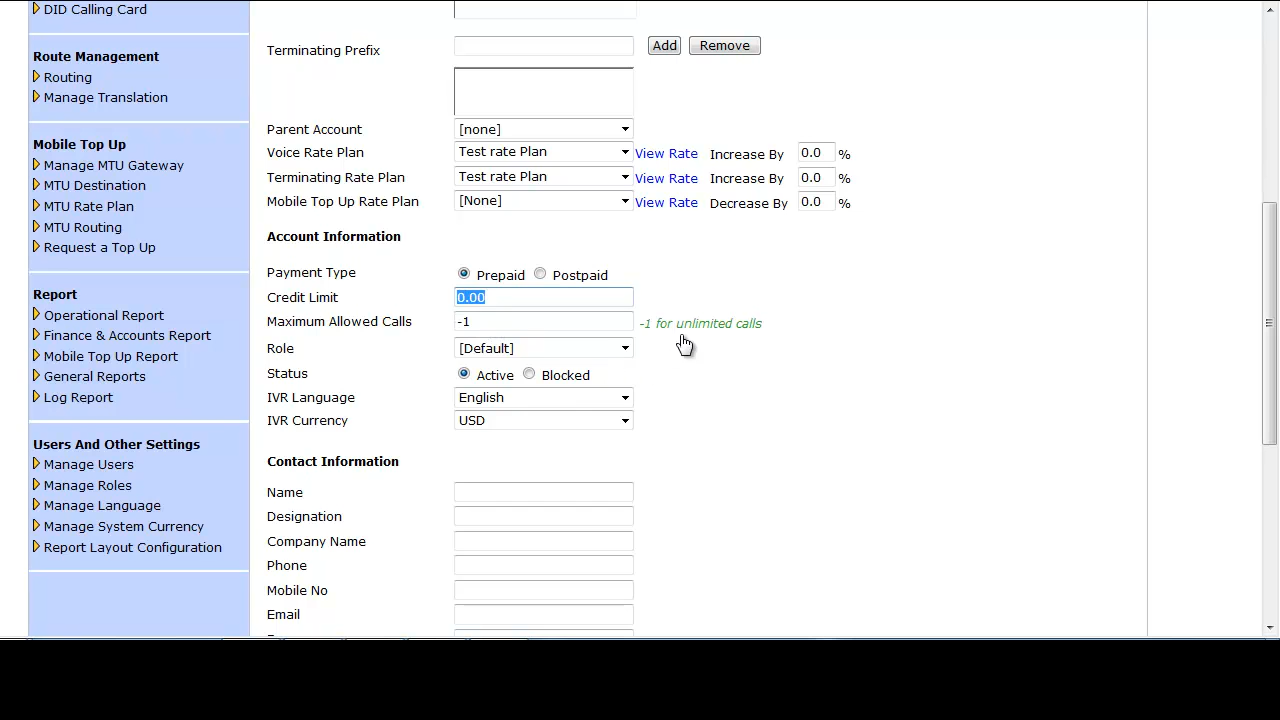 DID Calling Card
Route Management
Routing
Manage Translation
Mobile Top Up
Manage MTU Gateway
MTU Destination
MTU Rate Plan
MTU Routing
Request a Top Up
Report
Operational Report
Finance & Accounts Report
Mobile Top Up Report
General Reports
Log Report
Users And Other Settings
Manage Users
Manage Roles
Manage Language
Manage System Currency
Report Layout Configuration
Terminating Prefix Add Remove
Parent Account [none]
Voice Rate Plan Test rate Plan View Rate Increase By 0.0 %
Terminating Rate Plan Test rate Plan View Rate Increase By 0.0 %
Mobile Top Up Rate Plan [None] View Rate Decrease By 0.0 %
Account Information
Payment Type Prepaid Postpaid
Credit Limit 0.00
Maximum Allowed Calls -1 -1 for unlimited calls
Role [Default]
Status Active Blocked
IVR Language English
IVR Currency USD
Contact Information
Name
Designation
Company Name
Phone
Mobile No
Email